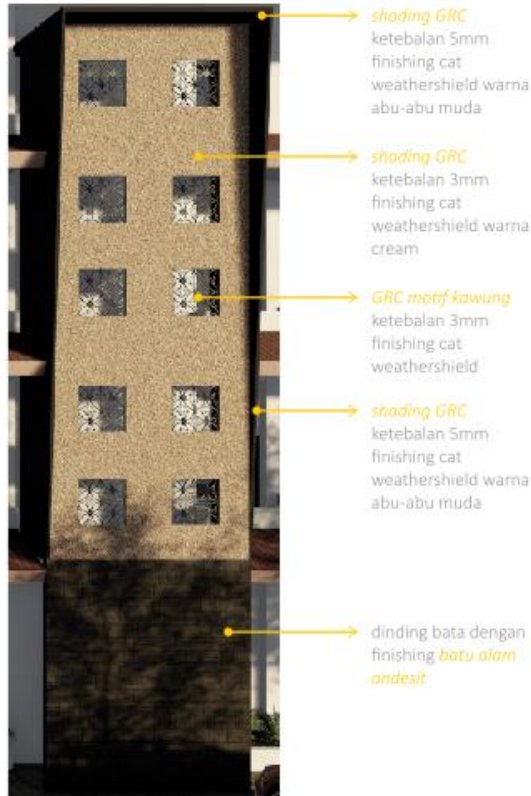 shading GRC
ketebalan 5mm
finishing cat
weathershield warna
abu-abu muda
shading GRC
ketebalan 3mm
finishing cat
weathershield warna
cream
GRC motif kawung
ketebalan 3mm
finishing cat
weathershield
shading GRC
ketebalan 5mm
finishing cat
weathershield warna
abu-abu muda
dinding bata dengan
finishing batu alam
andesit